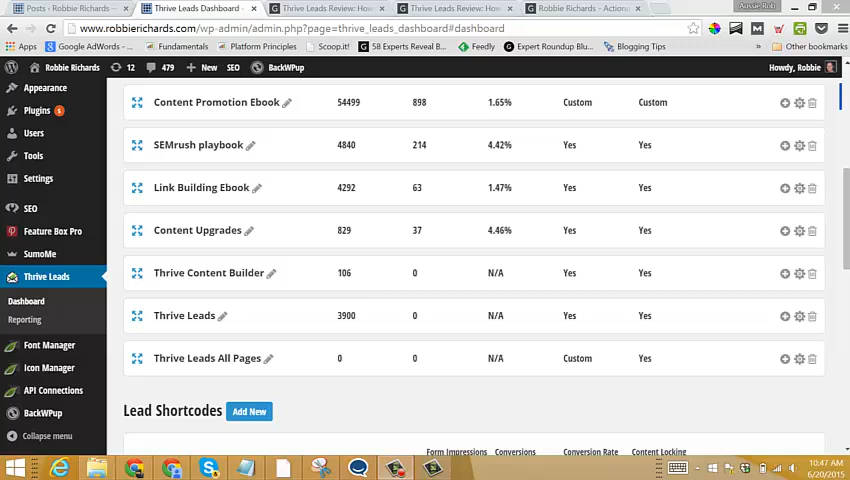 Aussie Rob
Posts - Robbie Richards —
Thrive Leads Dashboard -
Thrive Leads Review: How
Thrive Leads Review: How
Robbie Richards - Action
www.robbierichards.com/wp-admin/admin.php?page=thrive_leads_dashboard#dashboard
Apps
Bookmarks
Google AdWords -
Fundamentals
Platform Principles
Scoop.it!
58 Experts Reveal B...
Feedly
Expert Roundup Blu...
Blogging Tips
Other bookmarks
Robbie Richards
12
479
New
SEO
BackWPup
Howdy, Robbie
Appearance
Plugins 5
Users
Tools
Settings
SEO
Feature Box Pro
SumoMe
Thrive Leads
Dashboard
Reporting
Font Manager
Icon Manager
API Connections
BackWPup
Collapse menu
Content Promotion Ebook 54499 898 1.65% Custom Custom
SEMrush playbook 4840 214 4.42% Yes Yes
Link Building Ebook 4292 63 1.47% Yes Yes
Content Upgrades 829 37 4.46% Yes Yes
Thrive Content Builder 106 0 N/A Yes Yes
Thrive Leads 3900 0 N/A Yes Yes
Thrive Leads All Pages 0 0 N/A Custom Yes
Lead Shortcodes Add New
Form Impressions Conversions Conversion Rate Content Locking
10:47 AM
6/20/2015